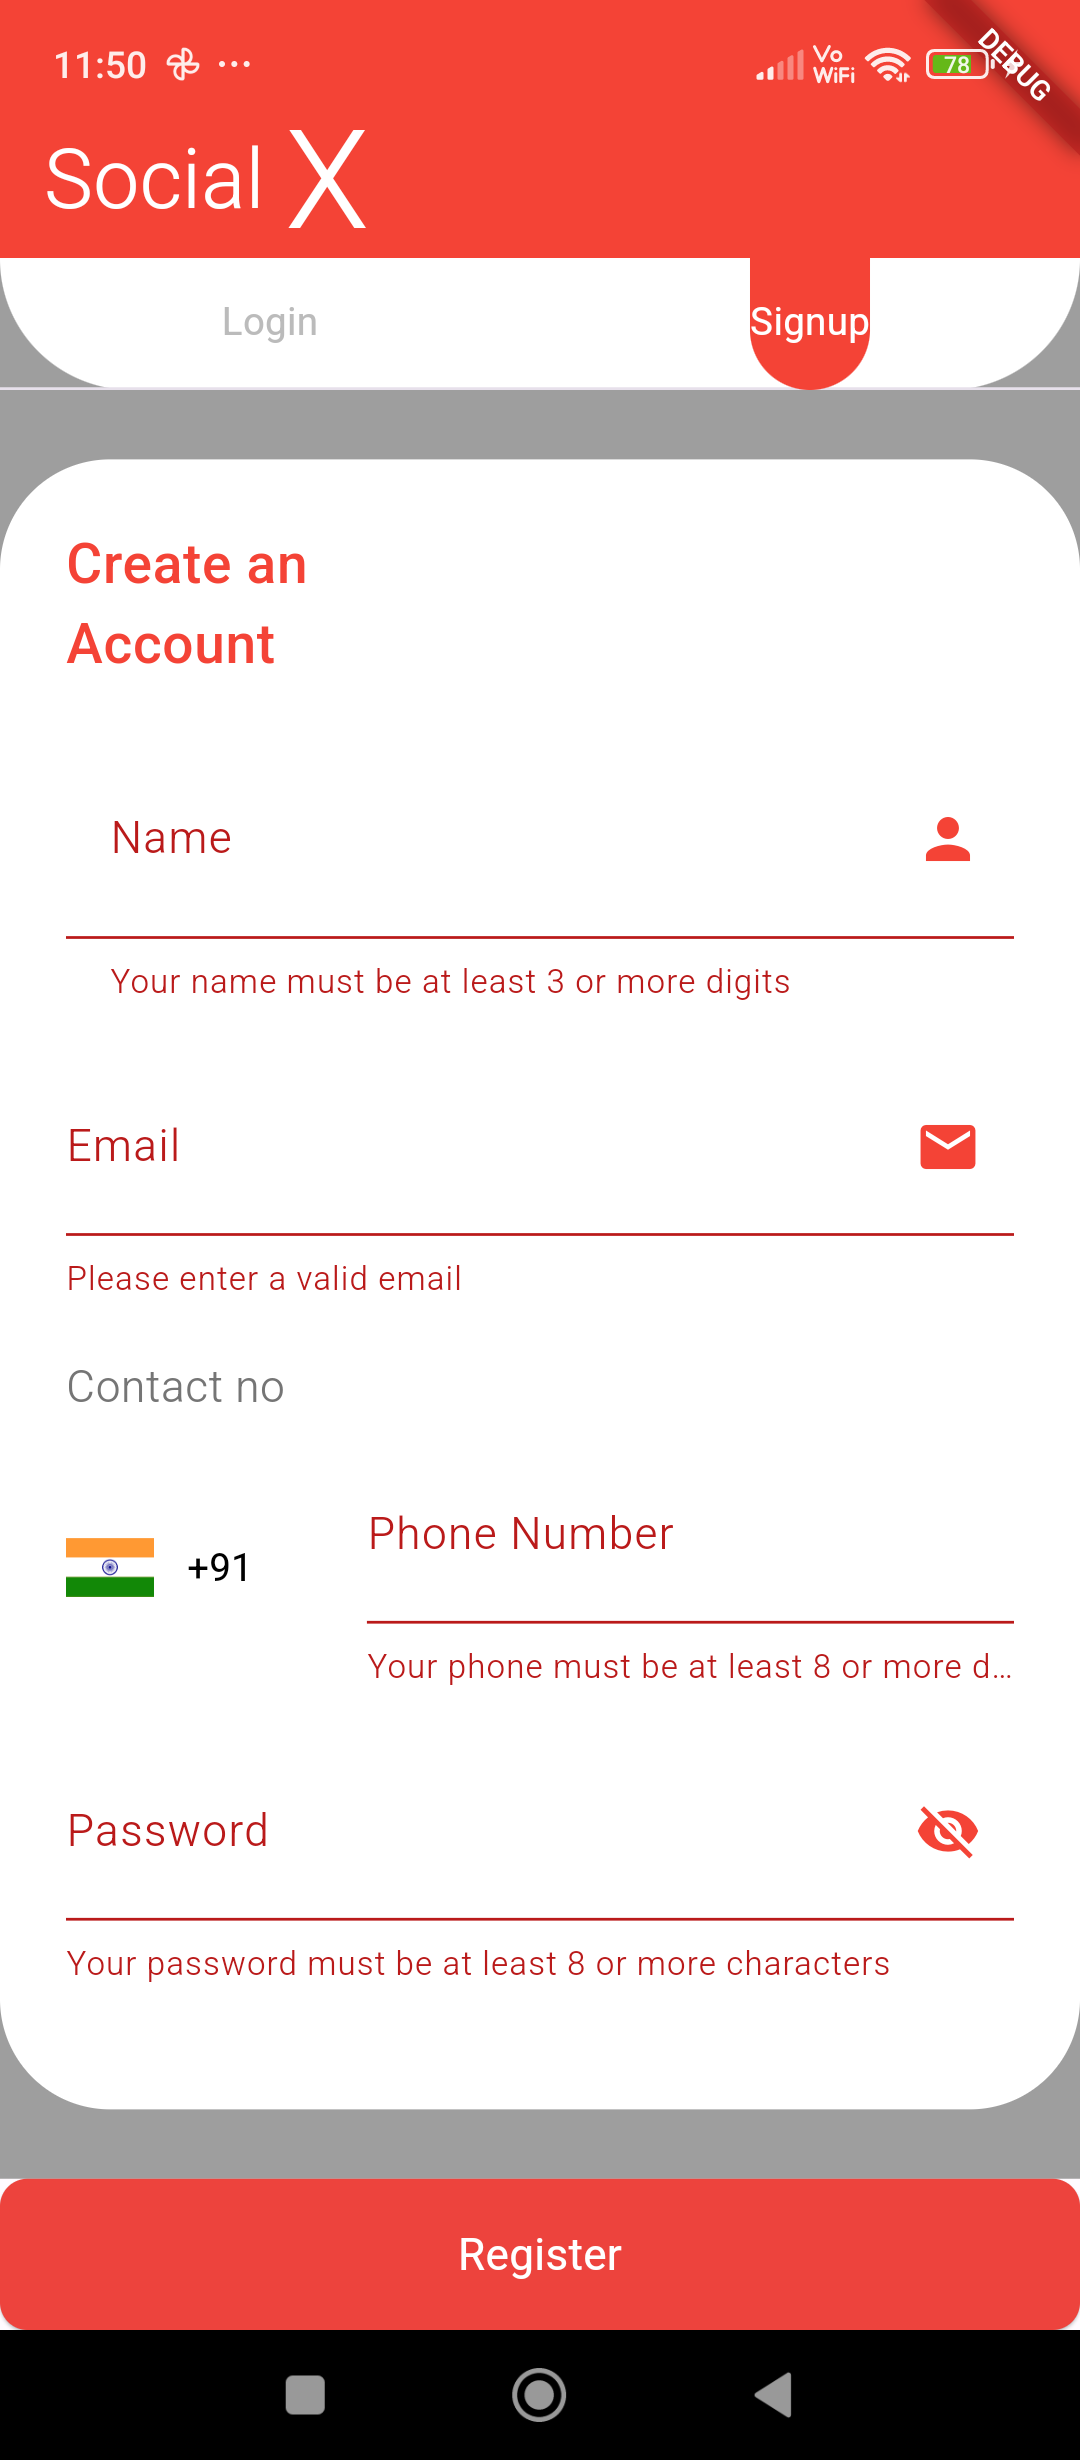 11:50 ... Vo WiFi 78 DEBUG
Social X
Login Signup
Create an
Account
Name
Your name must be at least 3 or more digits
Email
Please enter a valid email
Contact no
Phone Number
+91
Your phone must be at least 8 or more d...
Password
Your password must be at least 8 or more characters
Register